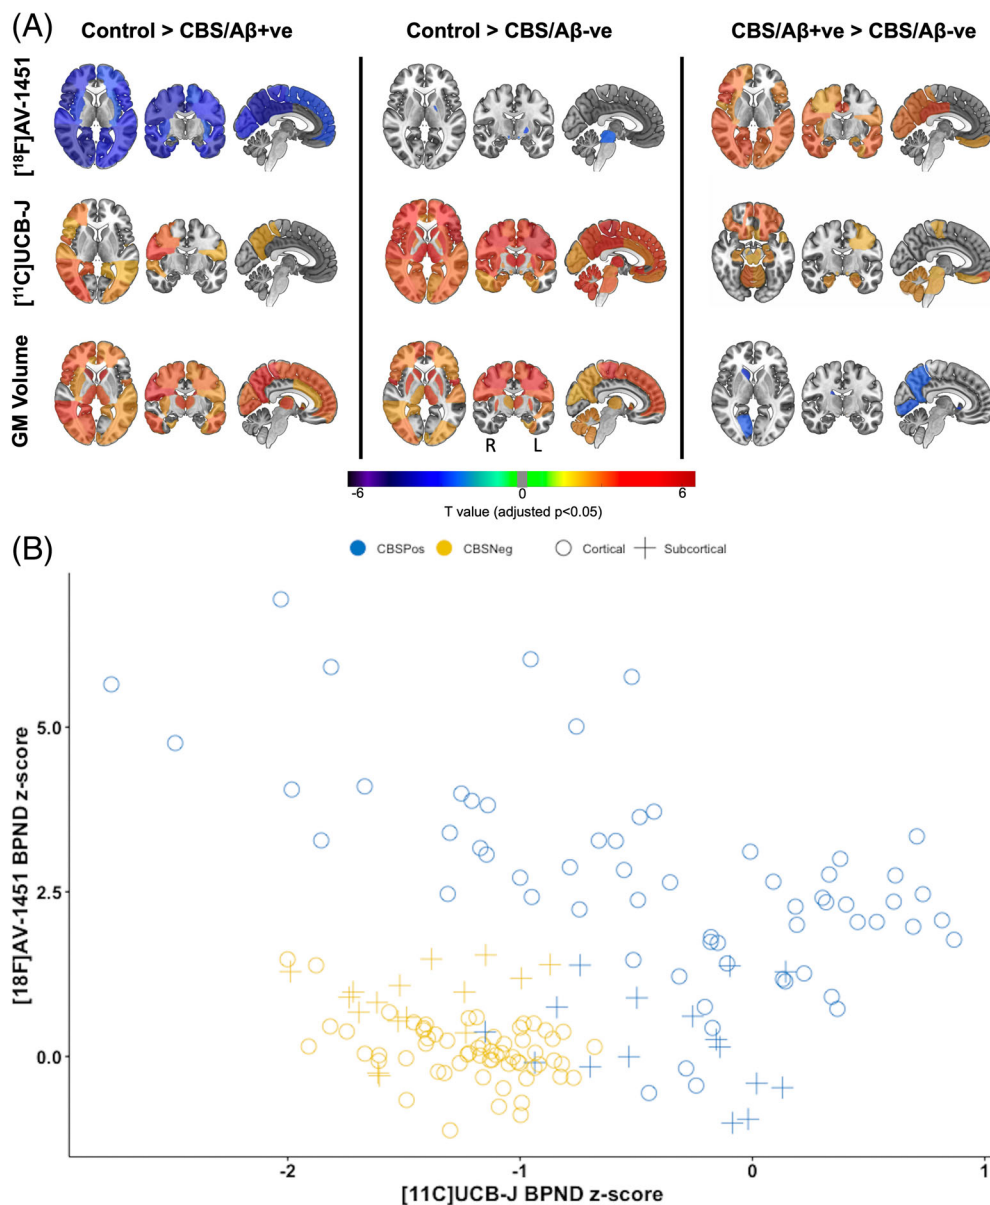 (A)
Control > CBS/Aβ+ve
Control > CBS/Aβ-ve
CBS/Aβ+ve > CBS/Aβ-ve
[¹⁸F]AV-1451
[¹¹C]UCB-J
GM Volume
R
L
-6
0
6
T value (adjusted p<0.05)
(B)
CBSPos
CBSNeg
Cortical
Subcortical
[18F]AV-1451 BPND z-score
5.0
2.5
0.0
-2
-1
0
1
[11C]UCB-J BPND z-score